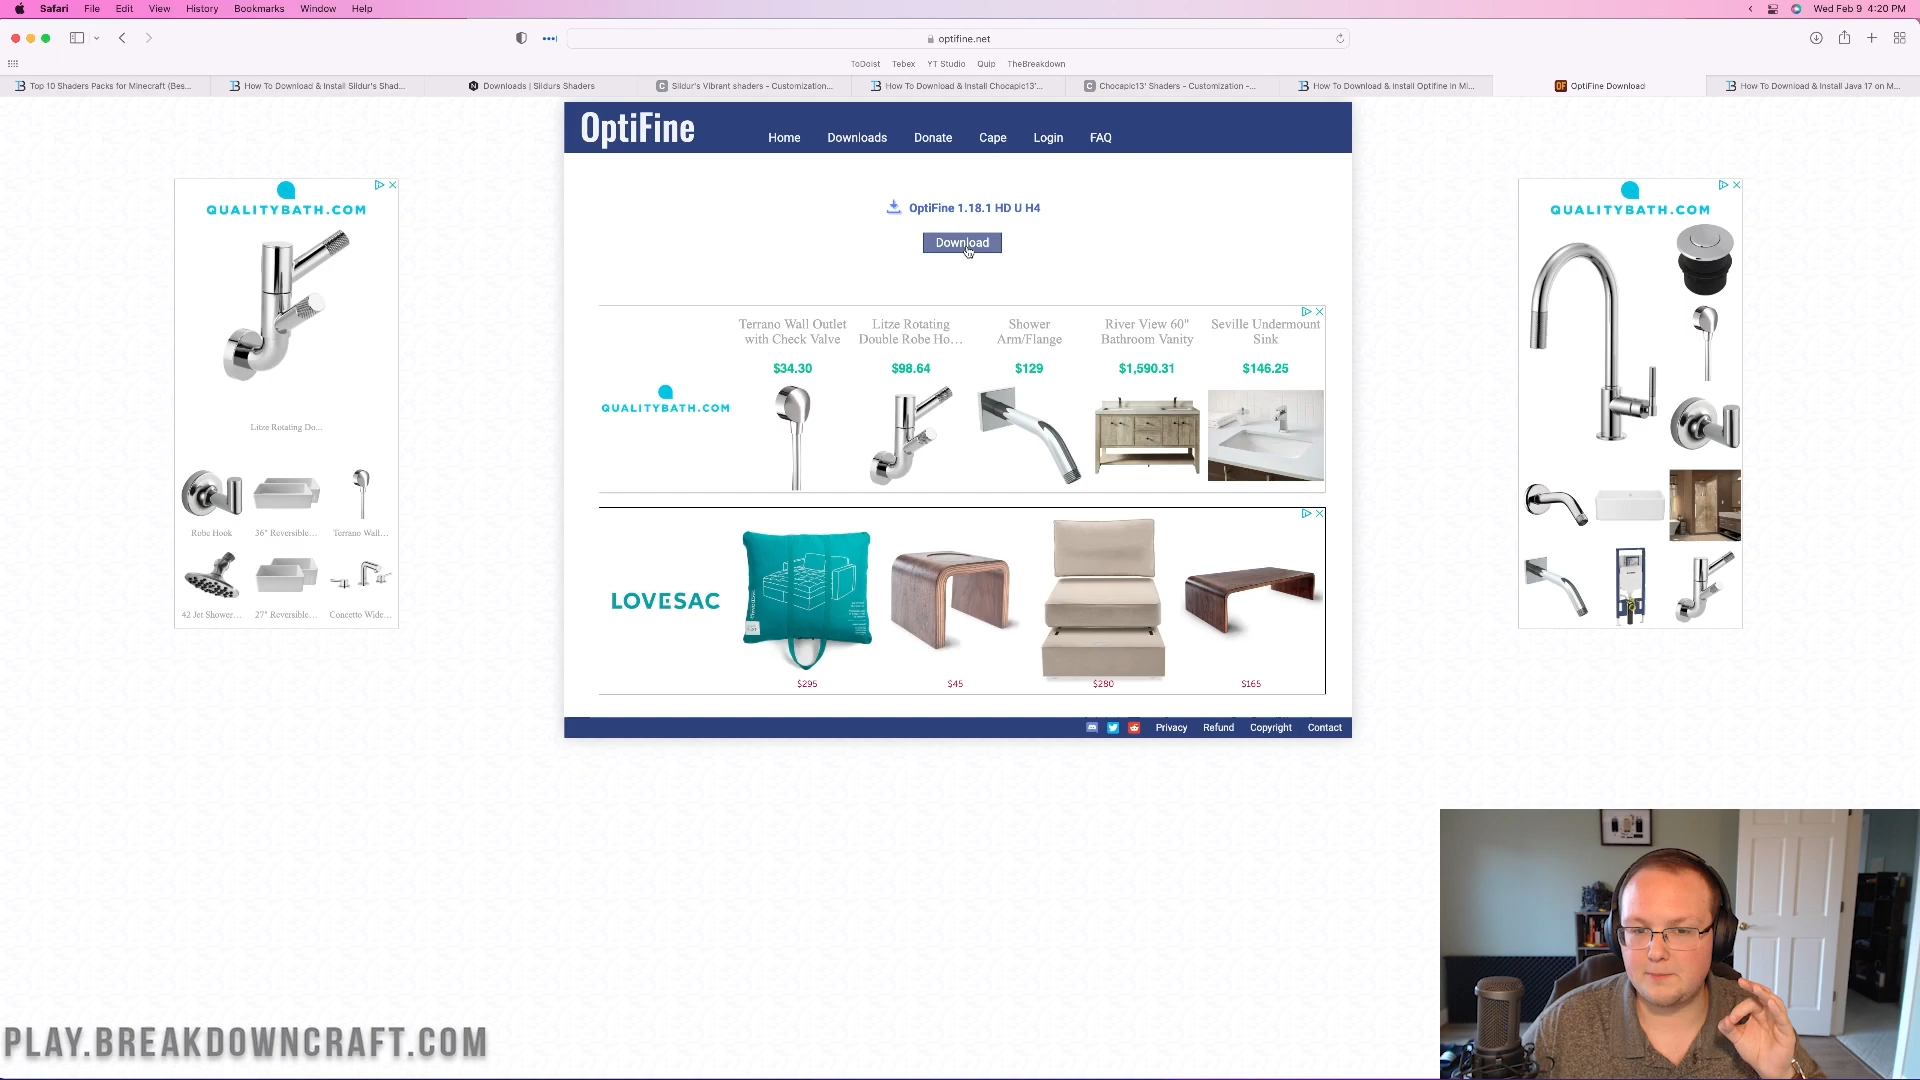 Safari File Edit View History Bookmarks Window Help
Wed Feb 9 4:20 PM
optifine.net
ToDoist Tebex YT Studio Quip TheBreakdown
Top 10 Shaders Packs for Minecraft (Bes...
How To Download & Install Sildur's Shad...
Downloads | Sildurs Shaders
Sildur's Vibrant shaders - Customization...
How To Download & Install Chocapic13'...
Chocapic13' Shaders - Customization -...
How To Download & Install Optifine in Mi...
OF OptiFine Download
How To Download & Install Java 17 on M...
OptiFine
Home Downloads Donate Cape Login FAQ
OptiFine 1.18.1 HD U H4
Download
QUALITYBATH.COM
Litze Rotating Do...
Robe Hook 36" Reversible... Terrano Wall...
42 Jet Shower... 27" Reversible... Concetto Wide...
QUALITYBATH.COM
Terrano Wall Outlet
with Check Valve
$34.30
Litze Rotating
Double Robe Ho...
$98.64
Shower
Arm/Flange
$129
River View 60"
Bathroom Vanity
$1,590.31
Seville Undermount
Sink
$146.25
LOVESAC
$295 $45 $280 $165
QUALITYBATH.COM
Privacy Refund Copyright Contact
PLAY.BREAKDOWNCRAFT.COM